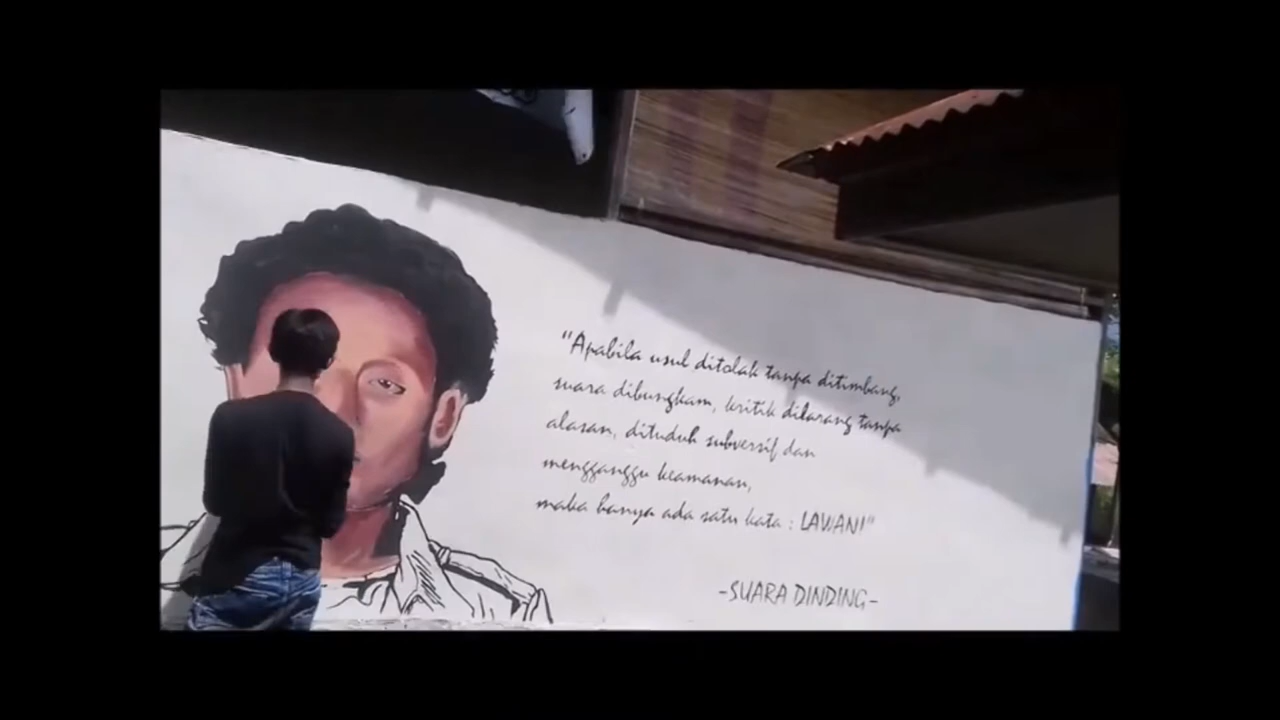 "Apabila usul ditolak tanpa ditimbang,
suara dibungkam, kritik dilarang tanpa
alasan, dituduh subversif dan
mengganggu keamanan,
maka hanya ada satu kata : LAWAN!"
-SUARA DINDING-